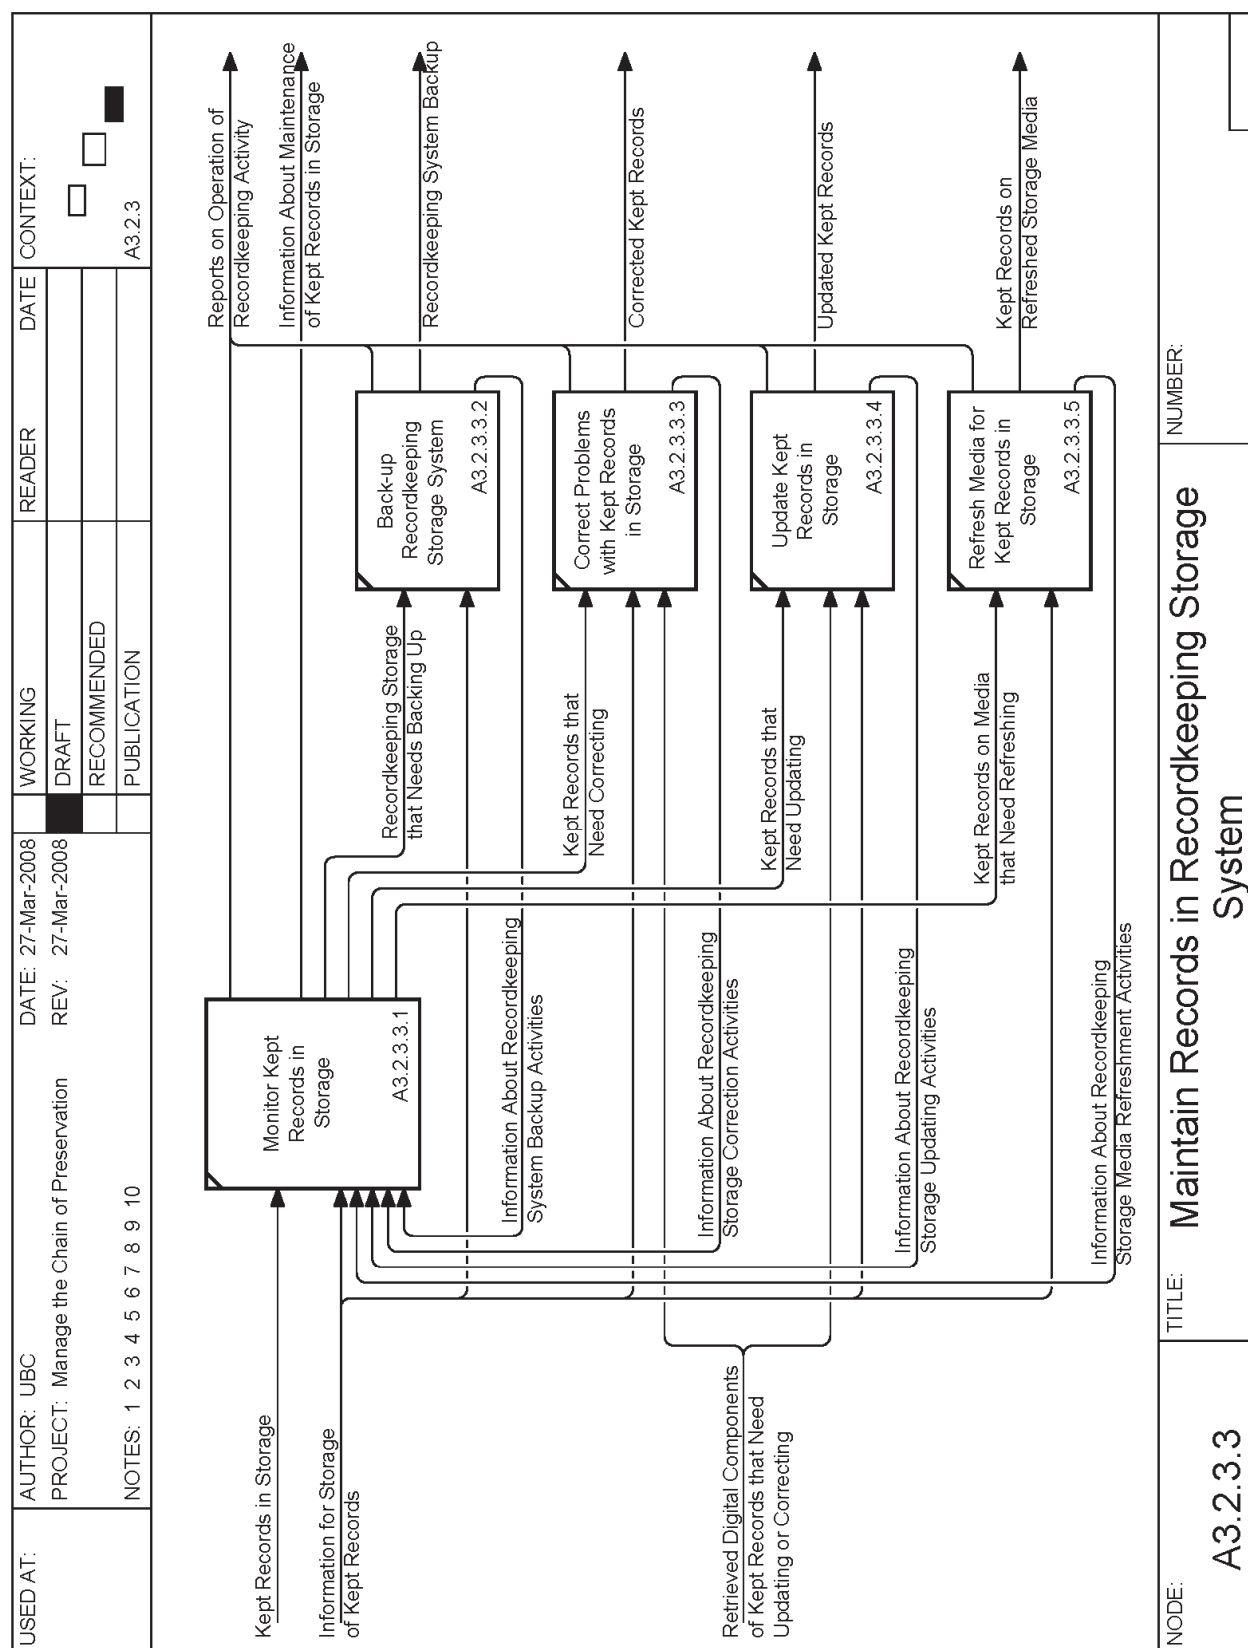 USED AT:
AUTHOR: UBC
PROJECT: Manage the Chain of Preservation
NOTES: 1 2 3 4 5 6 7 8 9 10
DATE: 27-Mar-2008
REV: 27-Mar-2008
WORKING
DRAFT
RECOMMENDED
PUBLICATION
READER
DATE
CONTEXT:
A3.2.3
Kept Records in Storage
Information for Storage
of Kept Records
Retrieved Digital Components
of Kept Records that Need
Updating or Correcting
Monitor Kept
Records in
Storage
A3.2.3.3.1
Information About Recordkeeping
System Backup Activities
Information About Recordkeeping
Storage Correction Activities
Information About Recordkeeping
Storage Updating Activities
Information About Recordkeeping
Storage Media Refreshment Activities
Recordkeeping Storage
that Needs Backing Up
Kept Records that
Need Correcting
Kept Records that
Need Updating
Kept Records on Media
that Need Refreshing
Back-up
Recordkeeping
Storage System
A3.2.3.3.2
Correct Problems
with Kept Records
in Storage
A3.2.3.3.3
Update Kept
Records in
Storage
A3.2.3.3.4
Refresh Media for
Kept Records in
Storage
A3.2.3.3.5
Reports on Operation of
Recordkeeping Activity
Information About Maintenance
of Kept Records in Storage
Recordkeeping System Backup
Corrected Kept Records
Updated Kept Records
Kept Records on
Refreshed Storage Media
NODE:
A3.2.3.3
TITLE:
Maintain Records in Recordkeeping Storage
System
NUMBER: